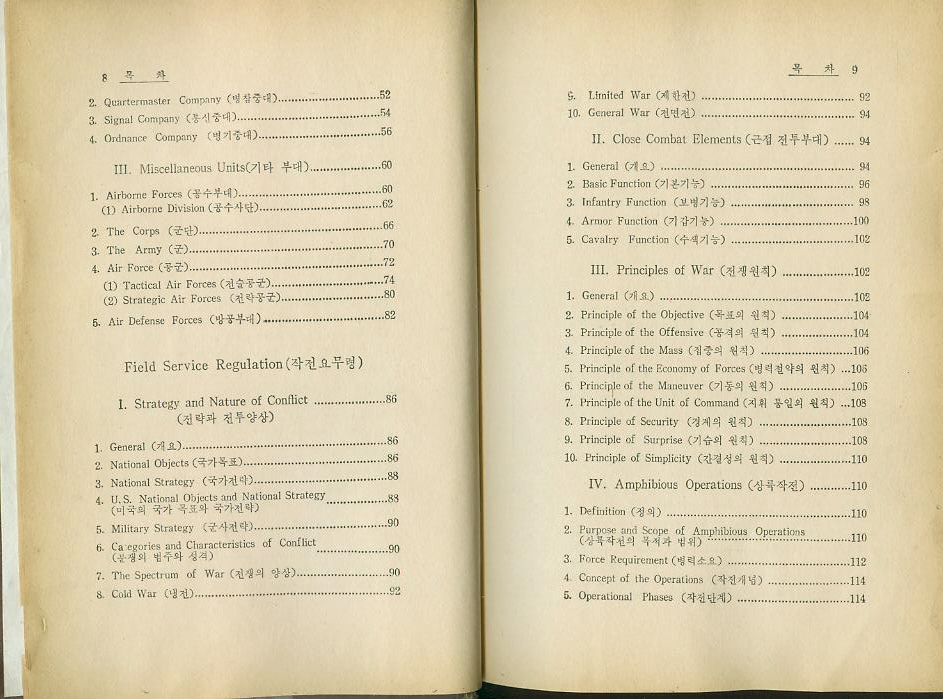 8 목 차
2. Quartermaster Company (병참중대)..............................52
3. Signal Company (통신중대)..............................54
4. Ordnance Company (병기중대)..............................56
III. Miscellaneous Units(기타 부대)....................60
1. Airborne Forces (공수부대)..............................60
(1) Airborne Division (공수사단)..............................62
2. The Corps (군단)..............................66
3. The Army (군)..............................70
4. Air Force (공군)..............................72
(1) Tactical Air Forces (전술공군)..............................74
(2) Strategic Air Forces (전략공군)..............................80
5. Air Defense Forces (방공부대)..............................82
Field Service Regulation (작전요무령)
I. Strategy and Nature of Conflict ....................86
(전략과 전투양상)
1. General (개요)..............................86
2. National Objects (국가목표)..............................86
3. National Strategy (국가전략)..............................88
4. U.S. National Objects and National Strategy....................88
(미국의 국가 목표와 국가전략)
5. Military Strategy (군사전략)..............................90
6. Categories and Characteristics of Conflict....................90
(분쟁의 범주와 성격)
7. The Spectrum of War (전쟁의 양상)..............................90
8. Cold War (냉전)..............................92
목 차 9
9. Limited War (제한전) .............................. 92
10. General War (전면전) .............................. 94
II. Close Combat Elements (근접 전투부대) ...... 94
1. General (개요) .............................. 94
2. Basic Function (기본기능) .............................. 96
3. Infantry Function (보병기능) .............................. 98
4. Armor Function (기갑기능) ..............................100
5. Cavalry Function (수색기능) ..............................102
III. Principles of War (전쟁원칙) ....................102
1. General (개요) ..............................102
2. Principle of the Objective (목표의 원칙) ....................104
3. Principle of the Offensive (공격의 원칙) ....................104
4. Principle of the Mass (집중의 원칙) ....................106
5. Principle of the Economy of Forces (병력절약의 원칙) ...106
6. Principle of the Maneuver (기동의 원칙) ....................106
7. Principle of the Unit of Command (지휘 통일의 원칙) ...108
8. Principle of Security (경계의 원칙) ....................108
9. Principle of Surprise (기습의 원칙) ....................108
10. Principle of Simplicity (간결성의 원칙) ....................110
IV. Amphibious Operations (상륙작전) ............110
1. Definition (정의) ..............................110
2. Purpose and Scope of Amphibious Operations
(상륙작전의 목적과 범위)..............................110
3. Force Requirement (병력소요) ..............................112
4. Concept of the Operations (작전개념) ....................114
5. Operational Phases (작전단계) ..............................114